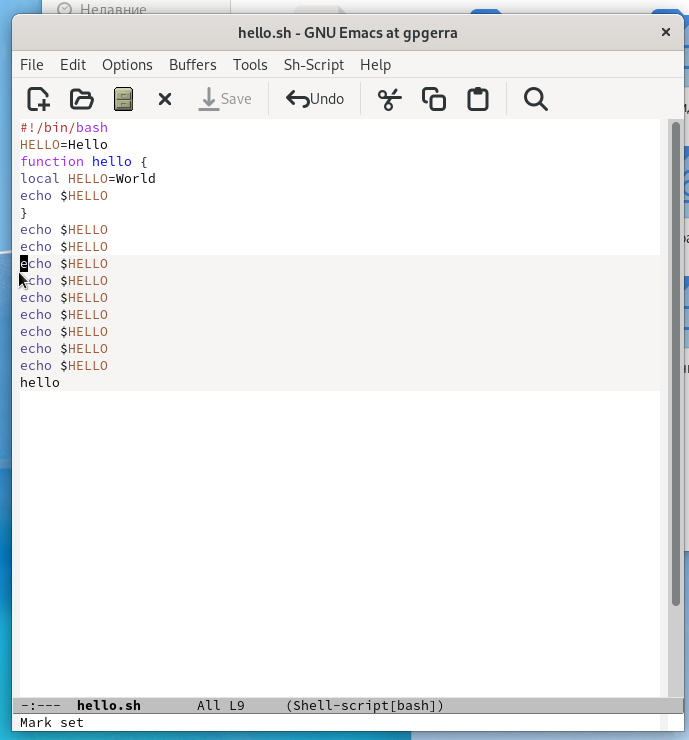 Недавние
hello.sh - GNU Emacs at gpgerra
File Edit Options Buffers Tools Sh-Script Help
Save Undo
#!/bin/bash
HELLO=Hello
function hello {
local HELLO=World
echo $HELLO
}
echo $HELLO
echo $HELLO
echo $HELLO
echo $HELLO
echo $HELLO
echo $HELLO
echo $HELLO
echo $HELLO
echo $HELLO
hello
-:--- hello.sh All L9 (Shell-script[bash])
Mark set